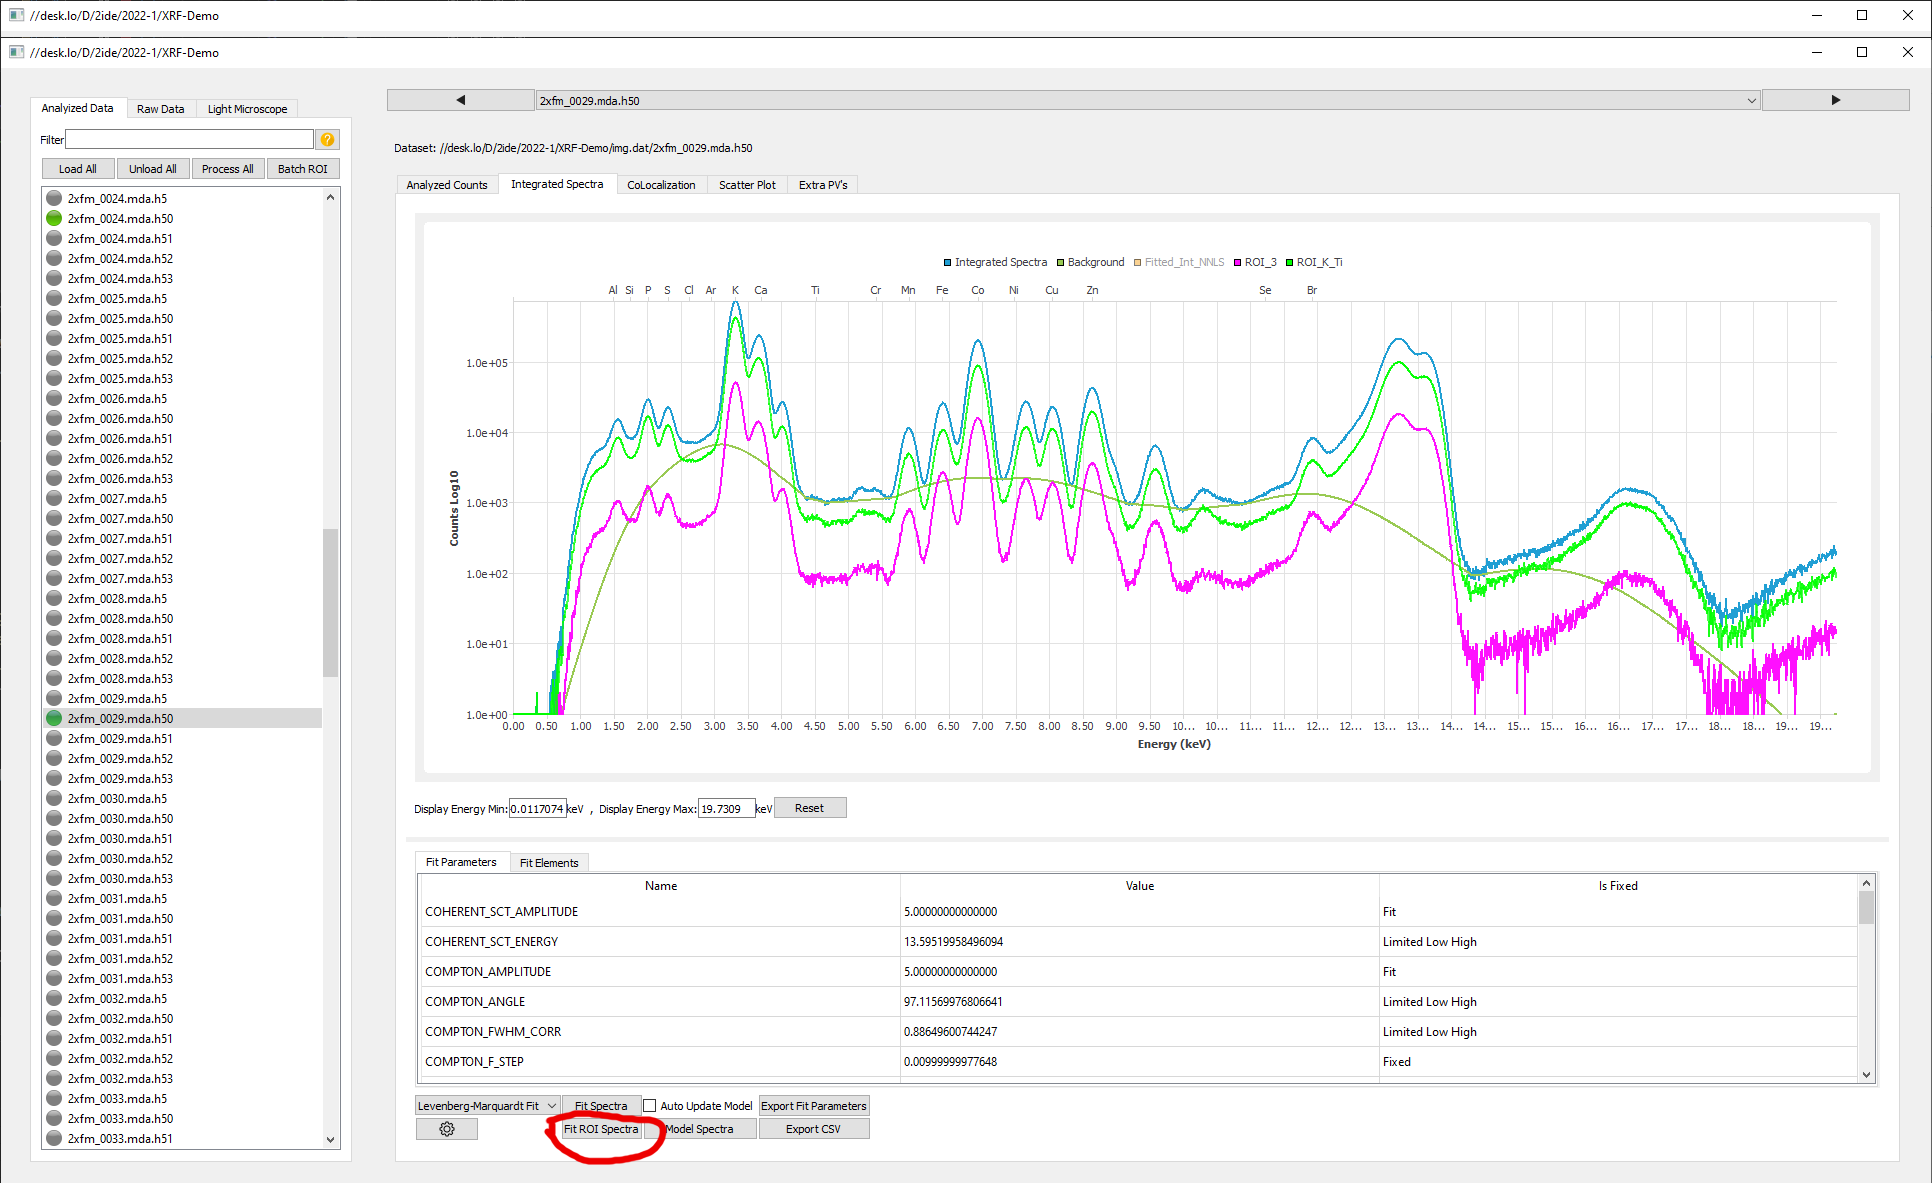 //desk.lo/D/2ide/2022-1/XRF-Demo
//desk.lo/D/2ide/2022-1/XRF-Demo
Analyized Data Raw Data Light Microscope
Filter
Load All Unload All Process All Batch ROI
2xfm_0024.mda.h5
2xfm_0024.mda.h50
2xfm_0024.mda.h51
2xfm_0024.mda.h52
2xfm_0024.mda.h53
2xfm_0025.mda.h5
2xfm_0025.mda.h50
2xfm_0025.mda.h51
2xfm_0025.mda.h52
2xfm_0025.mda.h53
2xfm_0026.mda.h5
2xfm_0026.mda.h50
2xfm_0026.mda.h51
2xfm_0026.mda.h52
2xfm_0026.mda.h53
2xfm_0027.mda.h5
2xfm_0027.mda.h50
2xfm_0027.mda.h51
2xfm_0027.mda.h52
2xfm_0027.mda.h53
2xfm_0028.mda.h5
2xfm_0028.mda.h50
2xfm_0028.mda.h51
2xfm_0028.mda.h52
2xfm_0028.mda.h53
2xfm_0029.mda.h5
2xfm_0029.mda.h50
2xfm_0029.mda.h51
2xfm_0029.mda.h52
2xfm_0029.mda.h53
2xfm_0030.mda.h5
2xfm_0030.mda.h50
2xfm_0030.mda.h51
2xfm_0030.mda.h52
2xfm_0030.mda.h53
2xfm_0031.mda.h5
2xfm_0031.mda.h50
2xfm_0031.mda.h51
2xfm_0031.mda.h52
2xfm_0031.mda.h53
2xfm_0032.mda.h5
2xfm_0032.mda.h50
2xfm_0032.mda.h51
2xfm_0032.mda.h52
2xfm_0032.mda.h53
2xfm_0033.mda.h5
2xfm_0033.mda.h50
2xfm_0033.mda.h51
2xfm_0029.mda.h50
Dataset: //desk.lo/D/2ide/2022-1/XRF-Demo/img.dat/2xfm_0029.mda.h50
Analyzed Counts Integrated Spectra CoLocalization Scatter Plot Extra PV's
Integrated Spectra Background Fitted_Int_NNLS ROI_3 ROI_K_Ti
Al Si P S Cl Ar K Ca Ti Cr Mn Fe Co Ni Cu Zn Se Br
1.0e+05
1.0e+04
1.0e+03
1.0e+02
1.0e+01
1.0e+00
Counts Log10
0.00 0.50 1.00 1.50 2.00 2.50 3.00 3.50 4.00 4.50 5.00 5.50 6.00 6.50 7.00 7.50 8.00 8.50 9.00 9.50 10... 10... 11... 11... 12... 12... 13... 13... 14... 14... 15... 15... 16... 16... 17... 17... 18... 18... 19... 19...
Energy (keV)
Display Energy Min: 0.0117074 keV , Display Energy Max: 19.7309 keV Reset
Fit Parameters Fit Elements
Name Value Is Fixed
COHERENT_SCT_AMPLITUDE 5.00000000000000 Fit
COHERENT_SCT_ENERGY 13.59519958496094 Limited Low High
COMPTON_AMPLITUDE 5.00000000000000 Fit
COMPTON_ANGLE 97.11569976806641 Limited Low High
COMPTON_FWHM_CORR 0.88649600744247 Limited Low High
COMPTON_F_STEP 0.00999999977648 Fixed
Levenberg-Marquardt Fit Fit Spectra Auto Update Model Export Fit Parameters
Fit ROI Spectra Model Spectra Export CSV